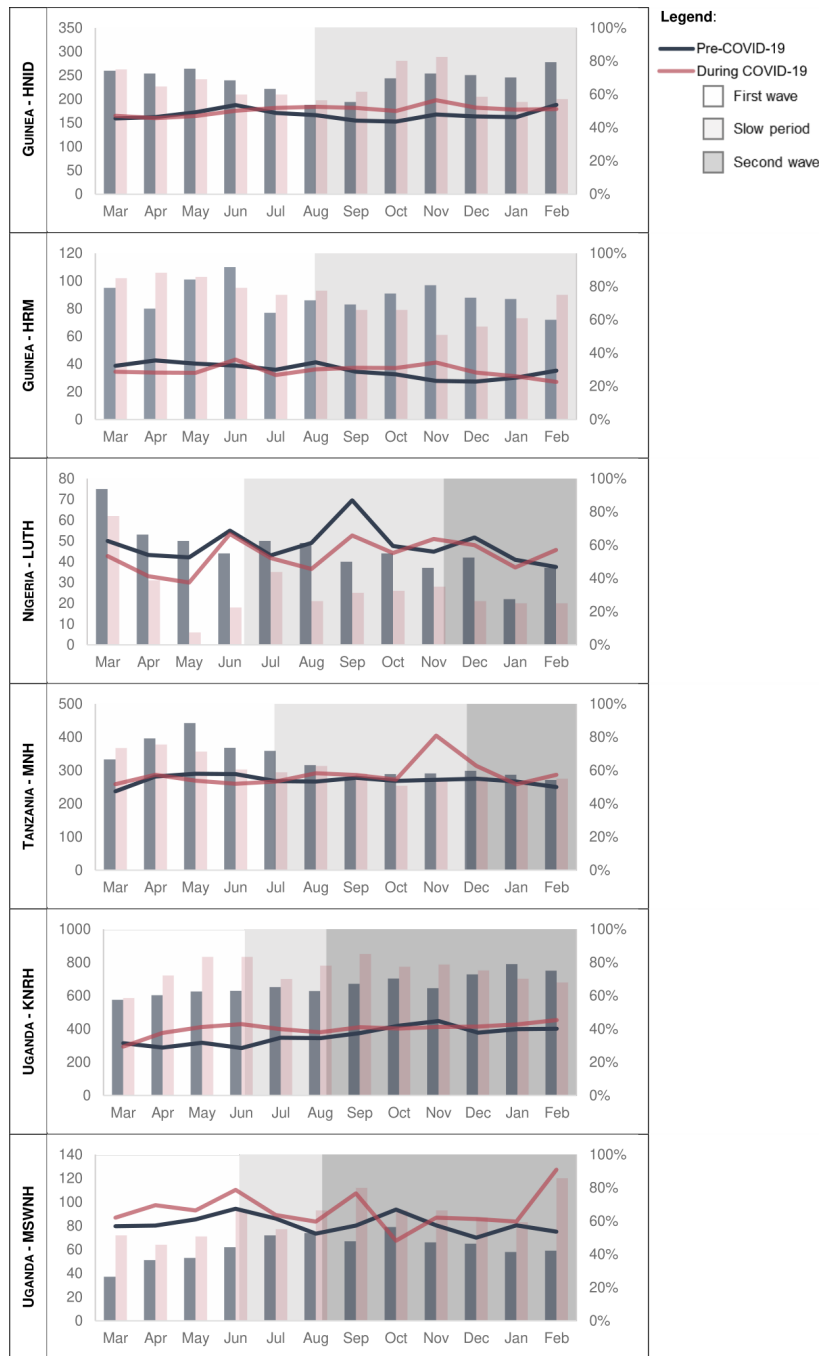 Legend:
Pre-COVID-19
During COVID-19
First wave
Slow period
Second wave
GUINEA - HNID
350 100%
300 80%
250
200 60%
150 40%
100
50 20%
0 0%
Mar Apr May Jun Jul Aug Sep Oct Nov Dec Jan Feb
GUINEA - HRM
120 100%
100 80%
80 60%
60
40 40%
20 20%
0 0%
Mar Apr May Jun Jul Aug Sep Oct Nov Dec Jan Feb
NIGERIA - LUTH
80 100%
70
60 80%
50 60%
40
30 40%
20 20%
10
0 0%
Mar Apr May Jun Jul Aug Sep Oct Nov Dec Jan Feb
TANZANIA - MNH
500 100%
400 80%
300 60%
200 40%
100 20%
0 0%
Mar Apr May Jun Jul Aug Sep Oct Nov Dec Jan Feb
UGANDA - KNRH
1000 100%
800 80%
600 60%
400 40%
200 20%
0 0%
Mar Apr May Jun Jul Aug Sep Oct Nov Dec Jan Feb
UGANDA - MSWNH
140 100%
120 80%
100
80 60%
60 40%
40
20 20%
0 0%
Mar Apr May Jun Jul Aug Sep Oct Nov Dec Jan Feb